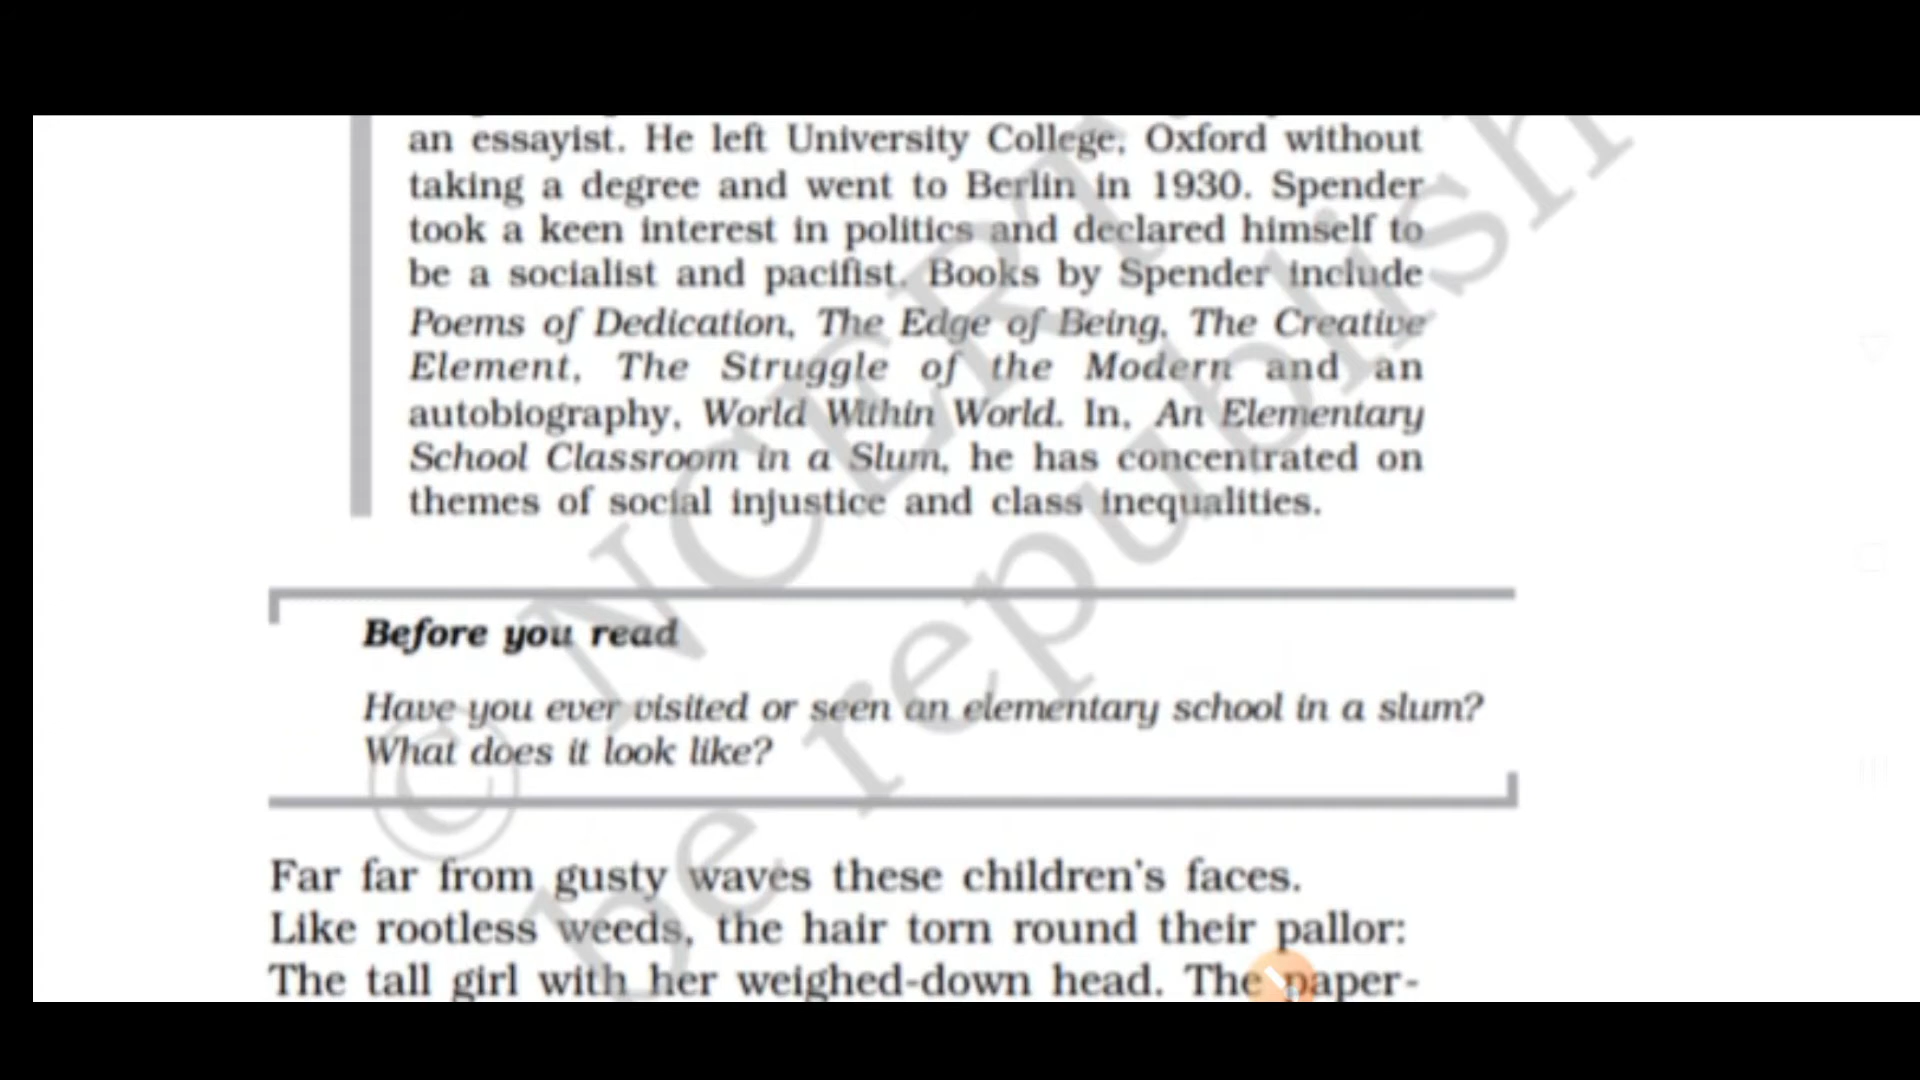 an essayist. He left University College, Oxford without
taking a degree and went to Berlin in 1930. Spender
took a keen interest in politics and declared himself to
be a socialist and pacifist. Books by Spender include
Poems of Dedication, The Edge of Being, The Creative
Element, The Struggle of the Modern and an
autobiography, World Within World. In, An Elementary
School Classroom in a Slum, he has concentrated on
themes of social injustice and class inequalities.
Before you read
Have you ever visited or seen an elementary school in a slum?
What does it look like?
Far far from gusty waves these children's faces.
Like rootless weeds, the hair torn round their pallor:
The tall girl with her weighed-down head. The paper-
© NCERT
be republish